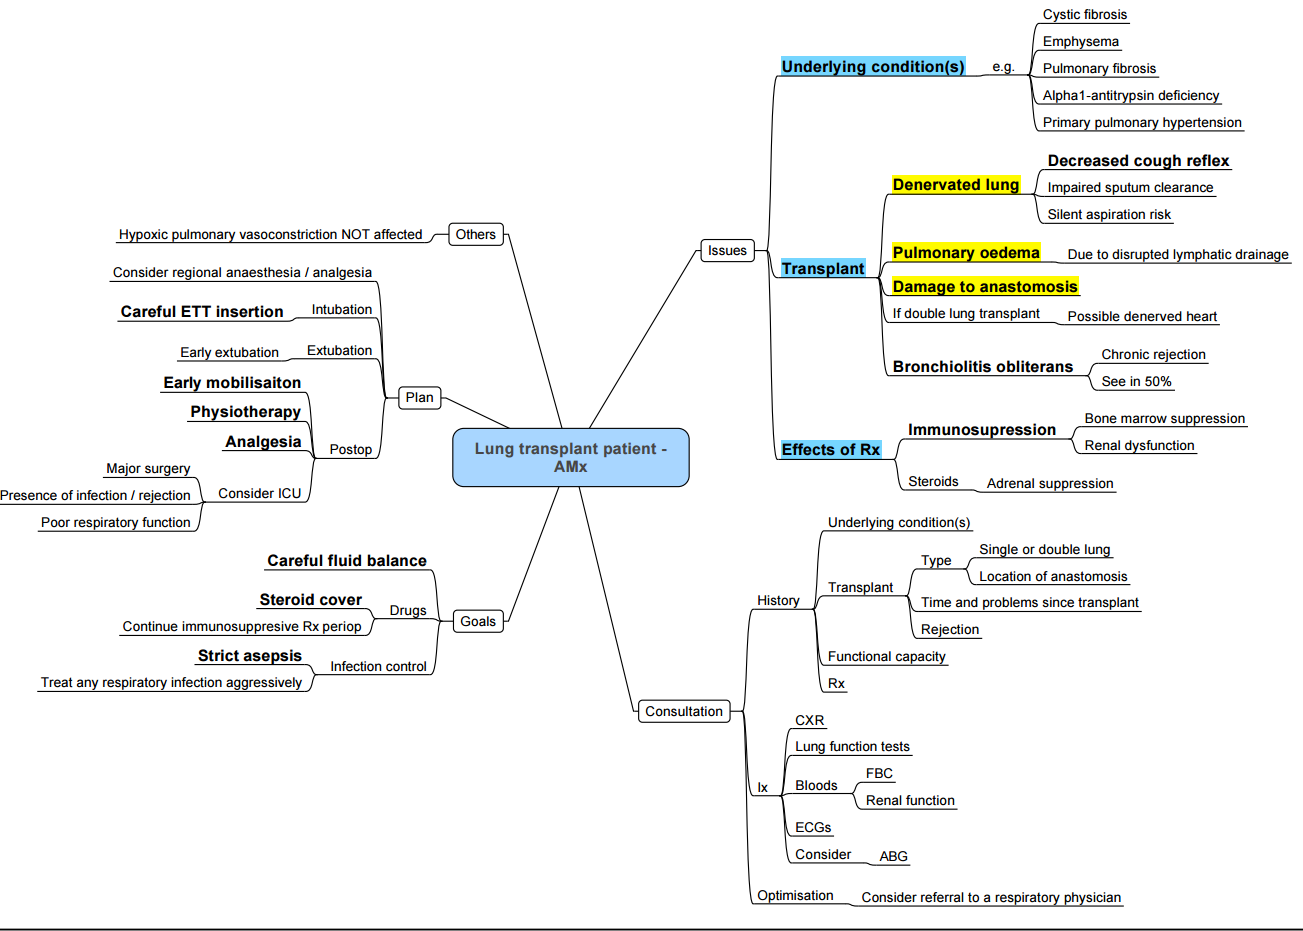 Lung transplant patient -
AMx
Issues
Underlying condition(s)
e.g.
Cystic fibrosis
Emphysema
Pulmonary fibrosis
Alpha1-antitrypsin deficiency
Primary pulmonary hypertension
Transplant
Denervated lung
Decreased cough reflex
Impaired sputum clearance
Silent aspiration risk
Pulmonary oedema
Due to disrupted lymphatic drainage
Damage to anastomosis
If double lung transplant
Possible denerved heart
Bronchiolitis obliterans
Chronic rejection
See in 50%
Effects of Rx
Immunosupression
Bone marrow suppression
Renal dysfunction
Steroids
Adrenal suppression
Consultation
History
Underlying condition(s)
Transplant
Type
Single or double lung
Location of anastomosis
Time and problems since transplant
Rejection
Functional capacity
Rx
Ix
CXR
Lung function tests
Bloods
FBC
Renal function
ECGs
Consider
ABG
Optimisation
Consider referral to a respiratory physician
Goals
Careful fluid balance
Drugs
Steroid cover
Continue immunosuppresive Rx periop
Infection control
Strict asepsis
Treat any respiratory infection aggressively
Plan
Consider regional anaesthesia / analgesia
Intubation
Careful ETT insertion
Extubation
Early extubation
Postop
Early mobilisaiton
Physiotherapy
Analgesia
Consider ICU
Major surgery
Presence of infection / rejection
Poor respiratory function
Others
Hypoxic pulmonary vasoconstriction NOT affected